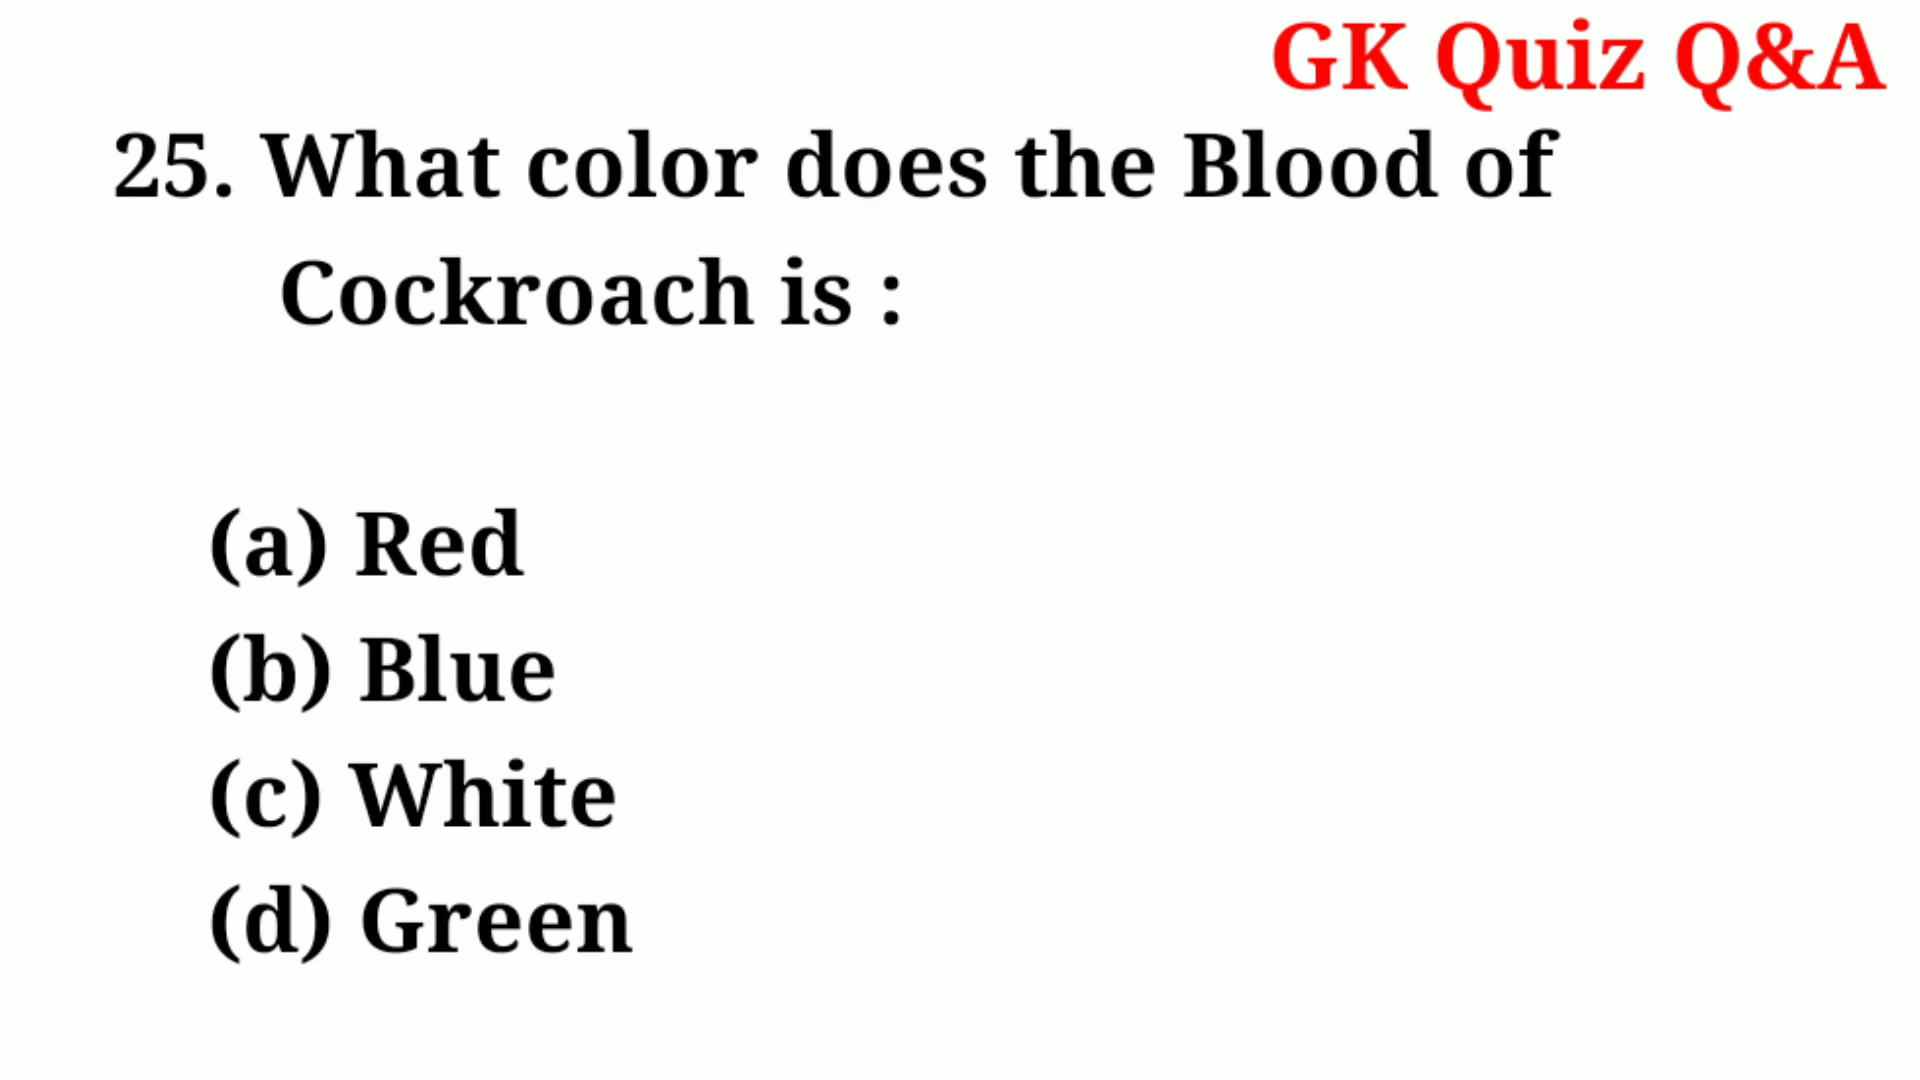 GK Quiz Q&A
25. What color does the Blood of
Cockroach is :
(a) Red
(b) Blue
(c) White
(d) Green